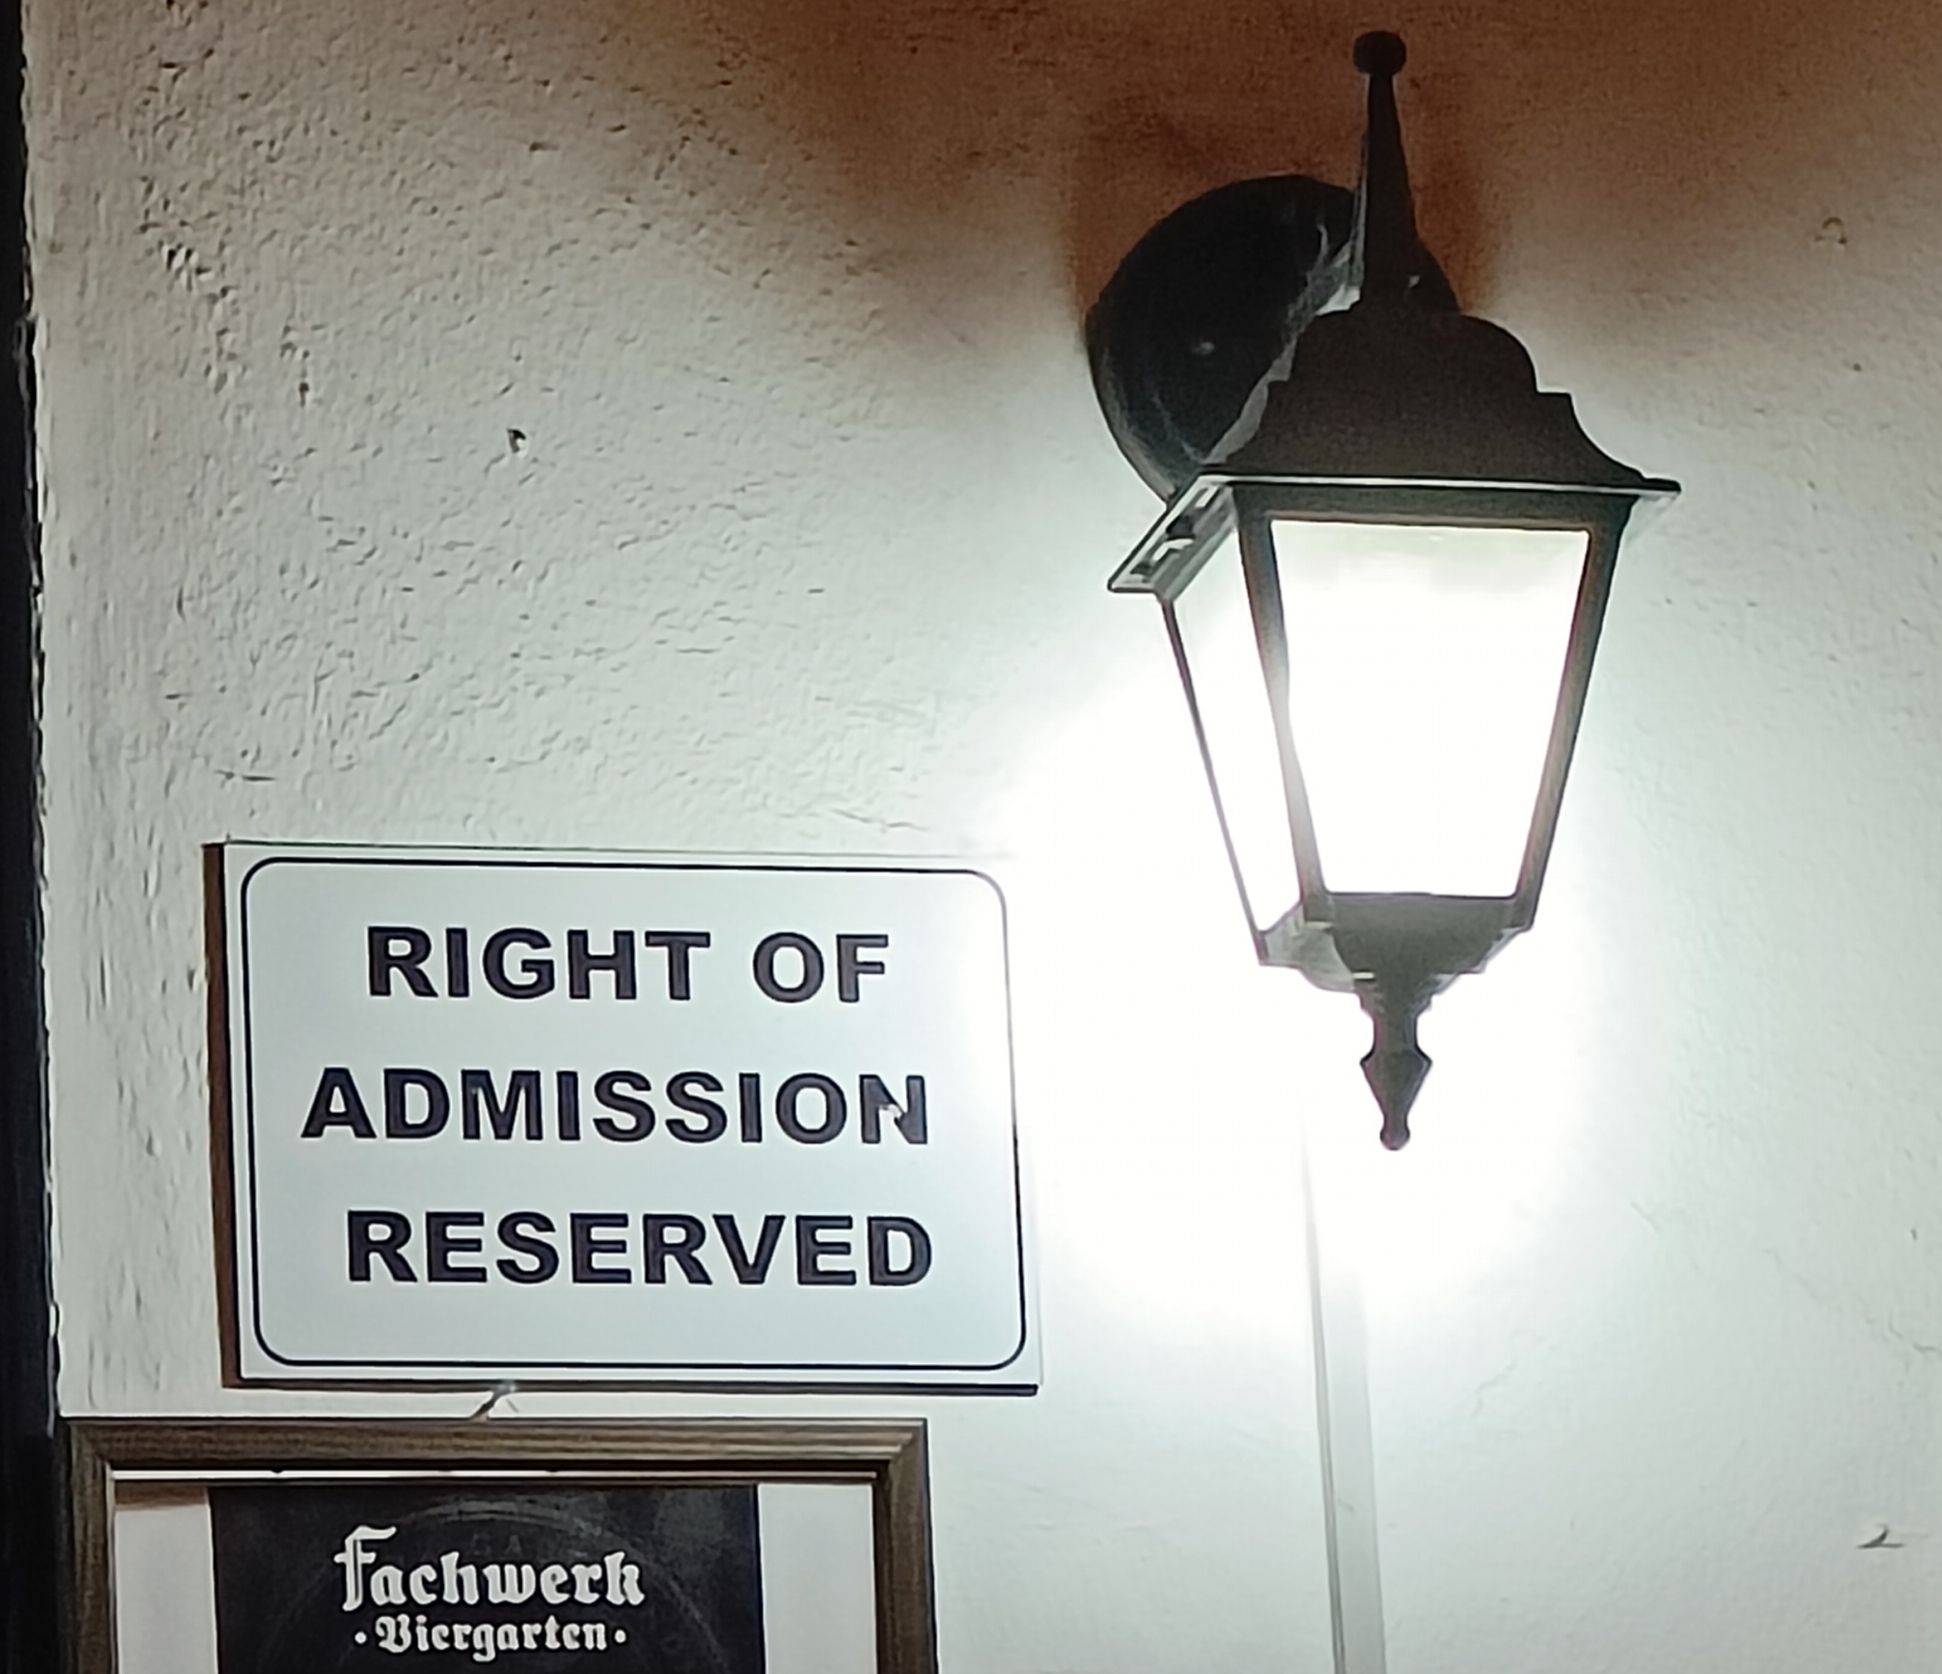 RIGHT OF
ADMISSION
RESERVED
Fachwerk
·Biergarten·